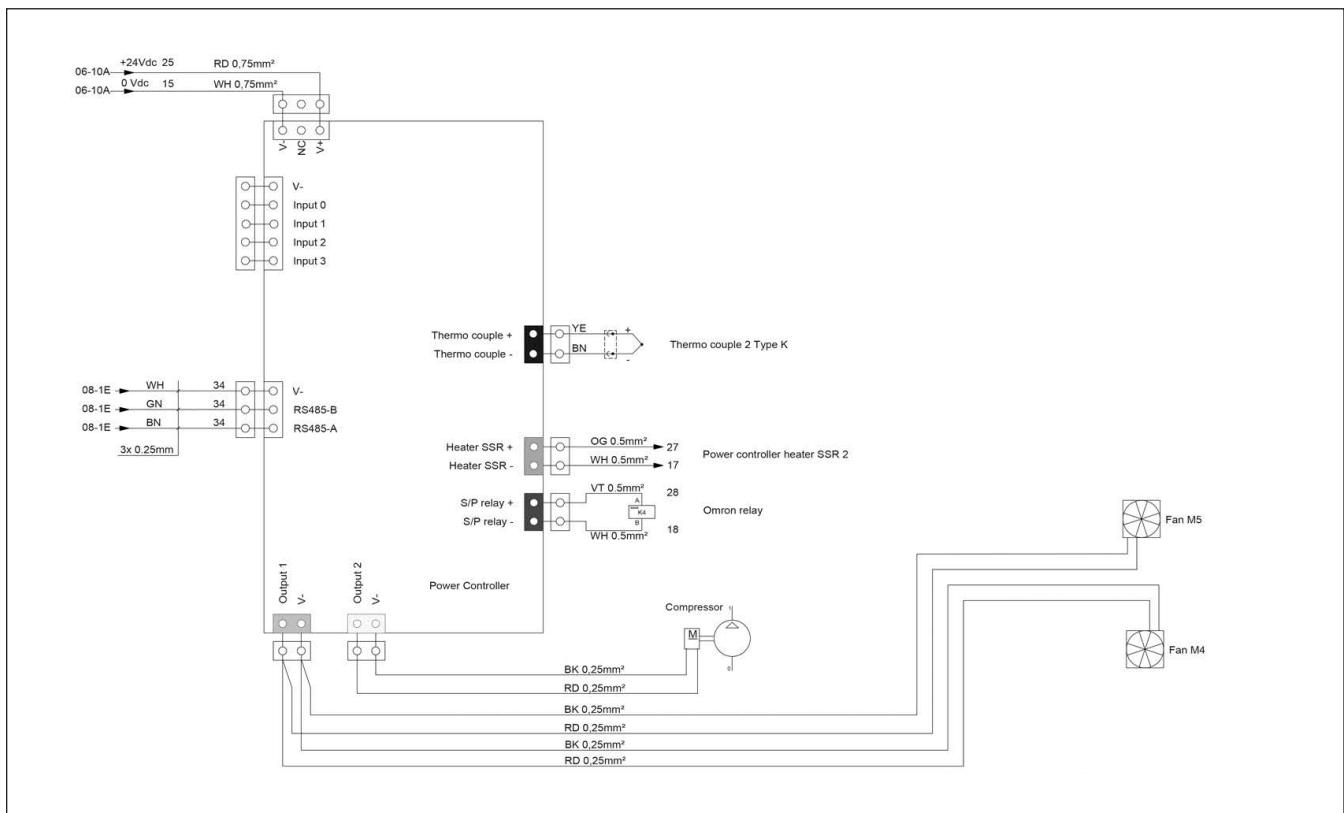 +24Vdc 25 RD 0,75mm²
06-10A
0 Vdc 15 WH 0,75mm²
06-10A
V-
NC
V+
V-
Input 0
Input 1
Input 2
Input 3
Thermo couple + YE +
Thermo couple 2 Type K
Thermo couple - BN -
08-1E WH 34 V-
08-1E GN 34 RS485-B
08-1E BN 34 RS485-A
3x 0.25mm
Heater SSR + OG 0.5mm² 27
Power controller heater SSR 2
Heater SSR - WH 0.5mm² 17
VT 0.5mm² 28
S/P relay + A
K4 Omron relay
S/P relay - B
WH 0.5mm² 18
Fan M5
Output 1
V-
Output 2
V-
Power Controller
Compressor 1
M
0
Fan M4
BK 0,25mm²
RD 0,25mm²
BK 0,25mm²
RD 0,25mm²
BK 0,25mm²
RD 0,25mm²